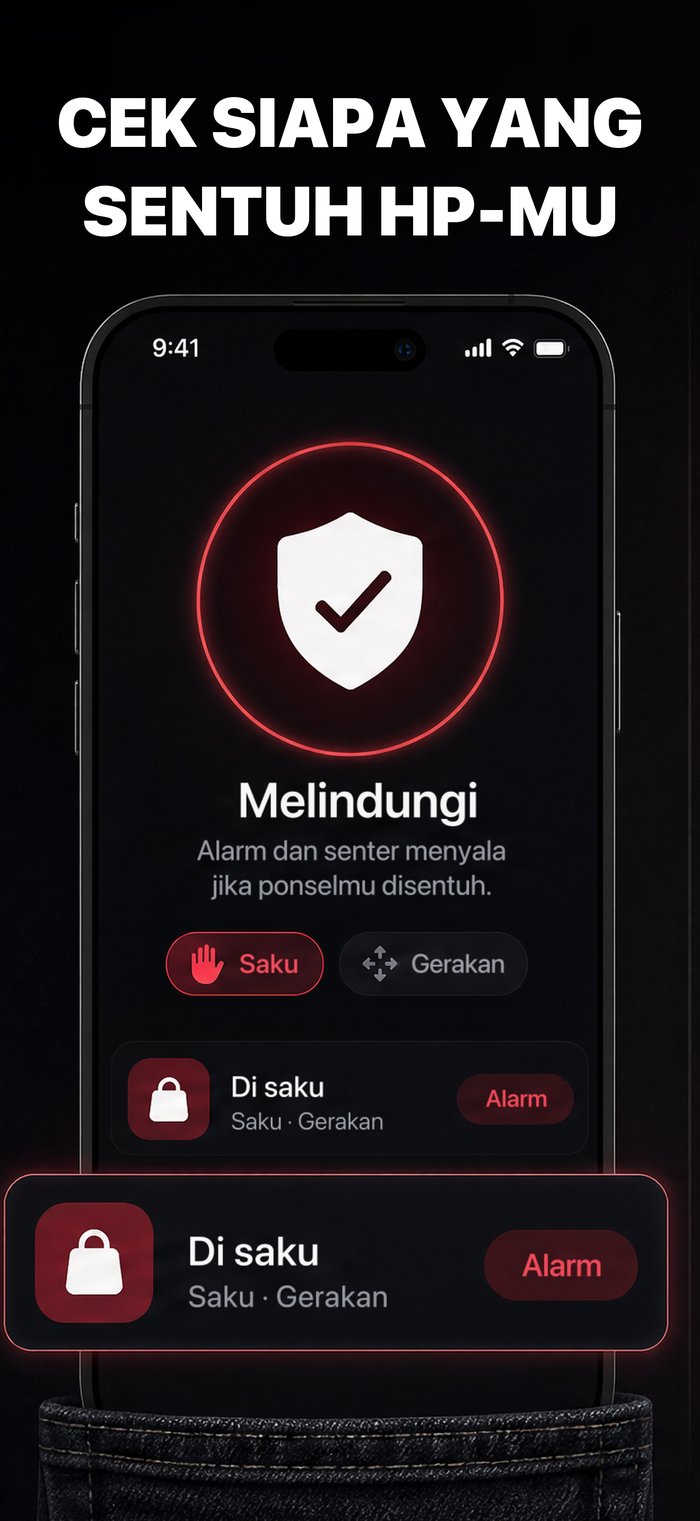 CEK SIAPA YANG
SENTUH HP-MU
9:41
Melindungi
Alarm dan senter menyala
jika ponselmu disentuh.
Saku
Gerakan
Di saku
Saku · Gerakan
Alarm
Di saku
Saku · Gerakan
Alarm